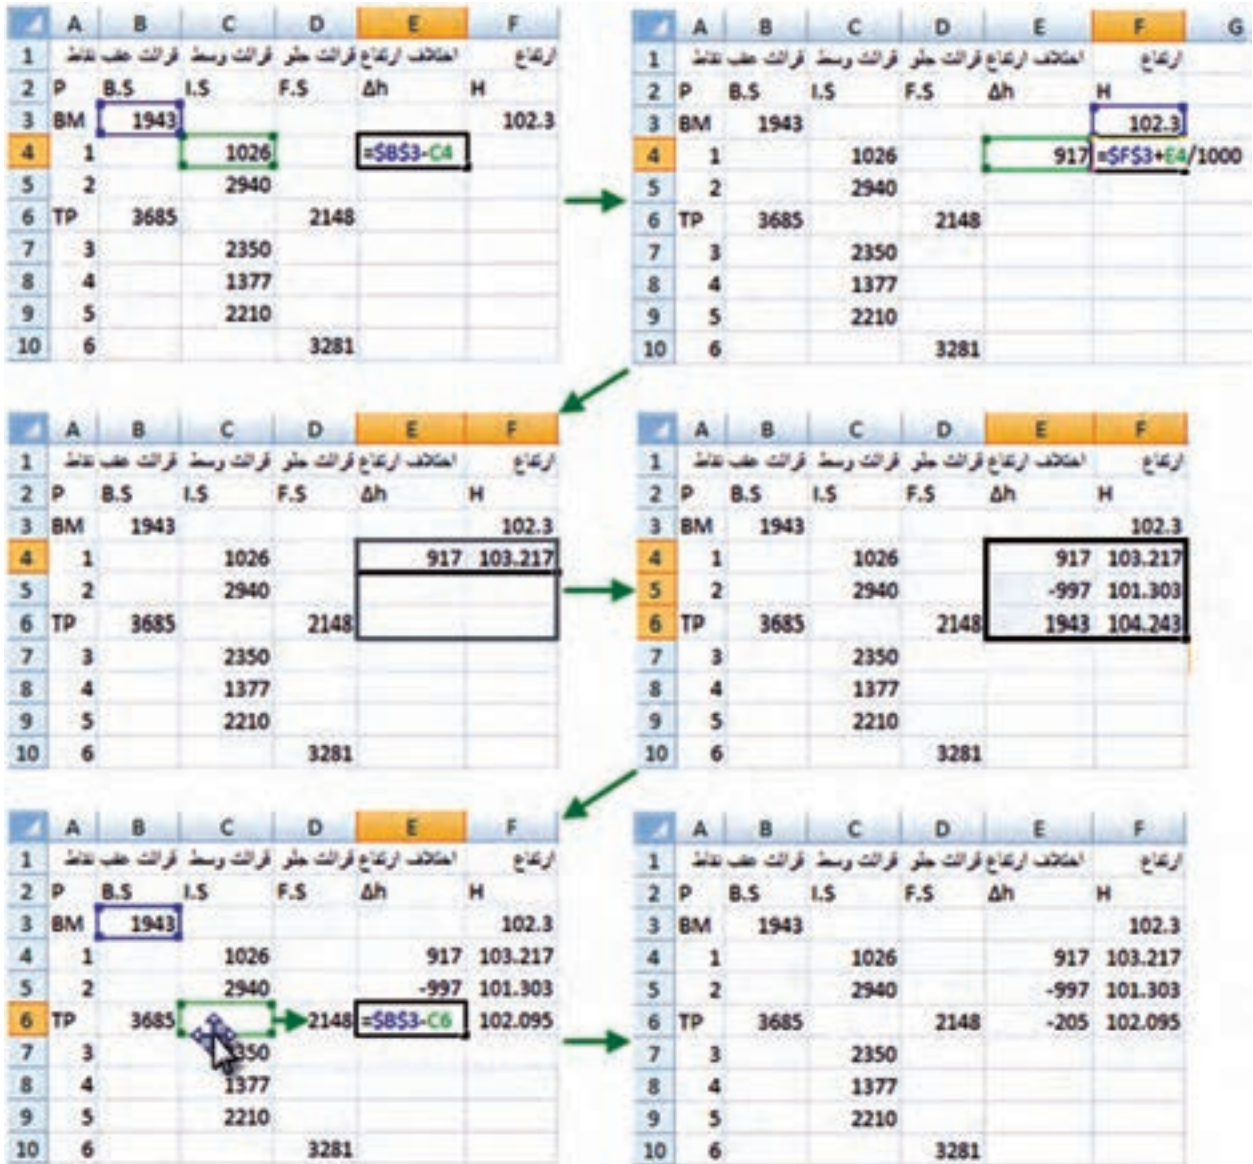 A B C D E F
1 نقاط قرائت عقب قرائت وسط قرائت جلو اختلاف ارتفاع ارتفاع
2 P B.S I.S F.S Δh H
3 BM 1943 102.3
4 1 1026 =$B$3-C4
5 2 2940
6 TP 3685 2148
7 3 2350
8 4 1377
9 5 2210
10 6 3281
A B C D E F G
1 نقاط قرائت عقب قرائت وسط قرائت جلو اختلاف ارتفاع ارتفاع
2 P B.S I.S F.S Δh H
3 BM 1943 102.3
4 1 1026 917 =$F$3+E4/1000
5 2 2940
6 TP 3685 2148
7 3 2350
8 4 1377
9 5 2210
10 6 3281
A B C D E F
1 نقاط قرائت عقب قرائت وسط قرائت جلو اختلاف ارتفاع ارتفاع
2 P B.S I.S F.S Δh H
3 BM 1943 102.3
4 1 1026 917 103.217
5 2 2940
6 TP 3685 2148
7 3 2350
8 4 1377
9 5 2210
10 6 3281
A B C D E F
1 نقاط قرائت عقب قرائت وسط قرائت جلو اختلاف ارتفاع ارتفاع
2 P B.S I.S F.S Δh H
3 BM 1943 102.3
4 1 1026 917 103.217
5 2 2940 -997 101.303
6 TP 3685 2148 1943 104.243
7 3 2350
8 4 1377
9 5 2210
10 6 3281
A B C D E F
1 نقاط قرائت عقب قرائت وسط قرائت جلو اختلاف ارتفاع ارتفاع
2 P B.S I.S F.S Δh H
3 BM 1943 102.3
4 1 1026 917 103.217
5 2 2940 -997 101.303
6 TP 3685 2148 =$B$3-C6 102.095
7 3 350
8 4 1377
9 5 2210
10 6 3281
A B C D E F
1 نقاط قرائت عقب قرائت وسط قرائت جلو اختلاف ارتفاع ارتفاع
2 P B.S I.S F.S Δh H
3 BM 1943 102.3
4 1 1026 917 103.217
5 2 2940 -997 101.303
6 TP 3685 2148 -205 102.095
7 3 2350
8 4 1377
9 5 2210
10 6 3281